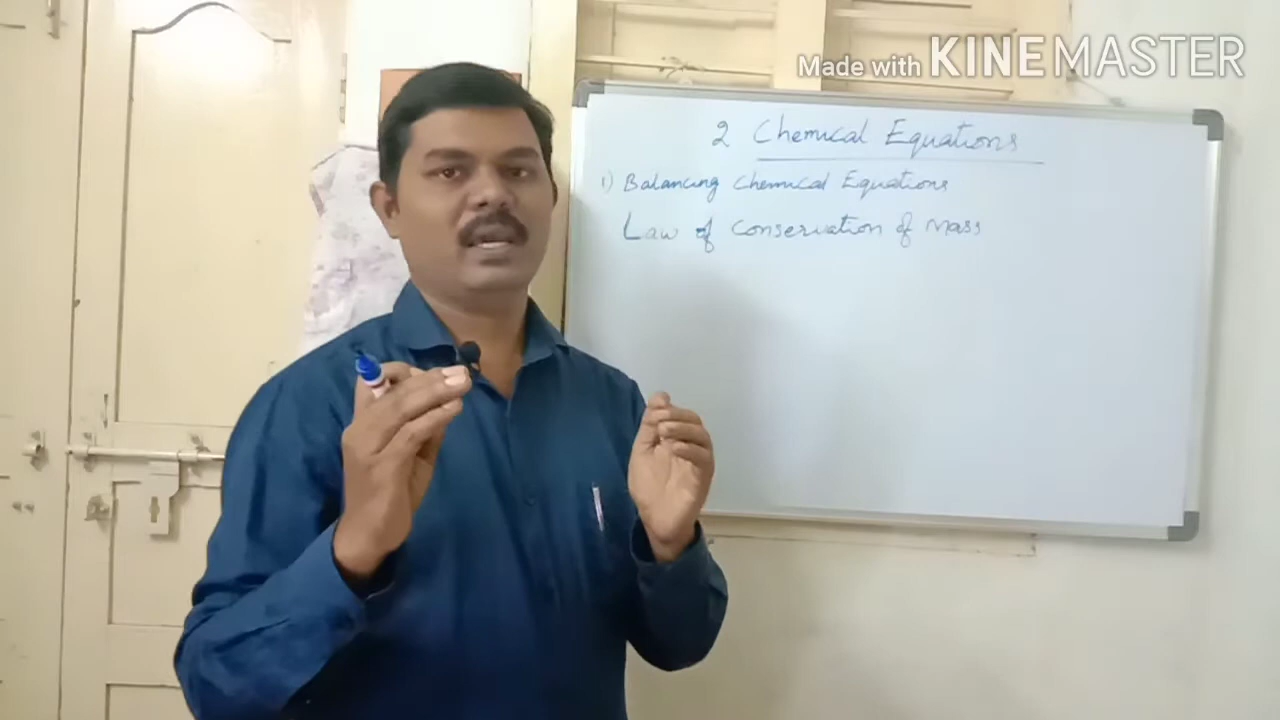 Made with KINEMASTER
2 Chemical Equations
1) Balancing Chemical Equations
Law of Conservation of Mass